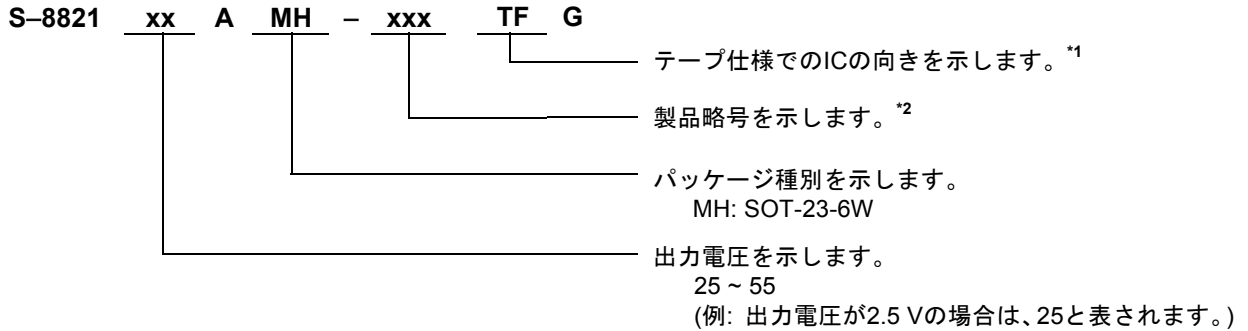 S–8821 xx A MH – xxx TF G
テープ仕様でのICの向きを示します。*1
製品略号を示します。*2
パッケージ種別を示します。
MH: SOT-23-6W
出力電圧を示します。
25 ~ 55
(例: 出力電圧が2.5 Vの場合は、25と表されます。)